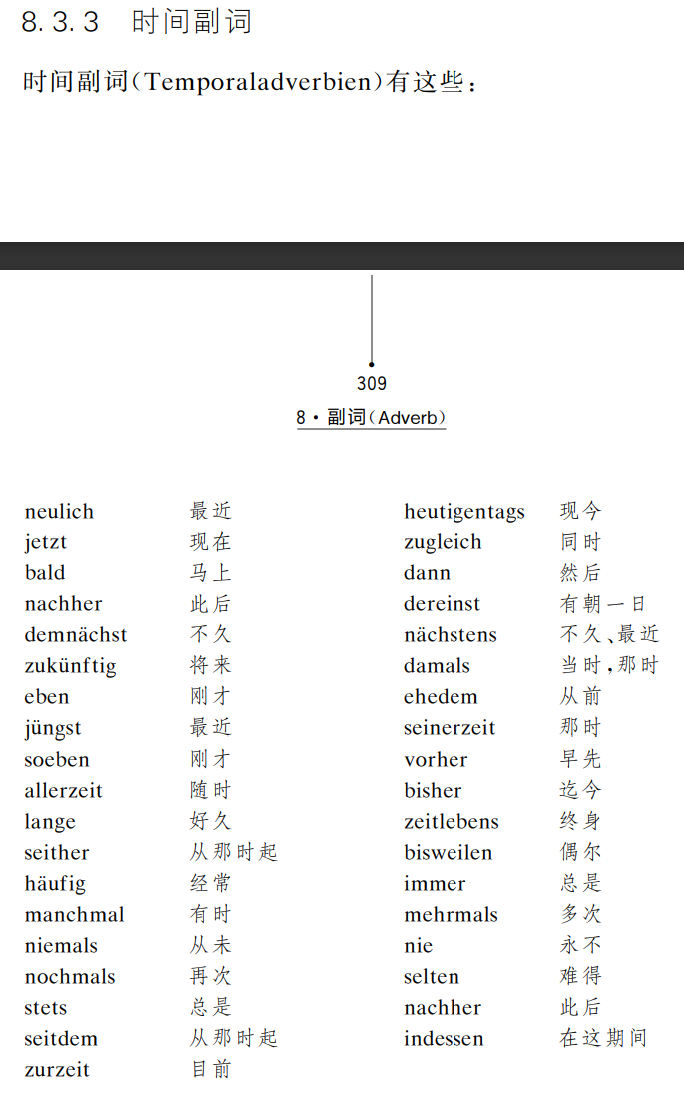 8.3.3 时间副词
时间副词(Temporaladverbien)有这些:
309
8·副词(Adverb)
neulich 最近 heutigentags 现今
jetzt 现在 zugleich 同时
bald 马上 dann 然后
nachher 此后 dereinst 有朝一日
demnächst 不久 nächstens 不久、最近
zukünftig 将来 damals 当时,那时
eben 刚才 ehedem 从前
jüngst 最近 seinerzeit 那时
soeben 刚才 vorher 早先
allerzeit 随时 bisher 迄今
lange 好久 zeitlebens 终身
seither 从那时起 bisweilen 偶尔
häufig 经常 immer 总是
manchmal 有时 mehrmals 多次
niemals 从未 nie 永不
nochmals 再次 selten 难得
stets 总是 nachher 此后
seitdem 从那时起 indessen 在这期间
zurzeit 目前